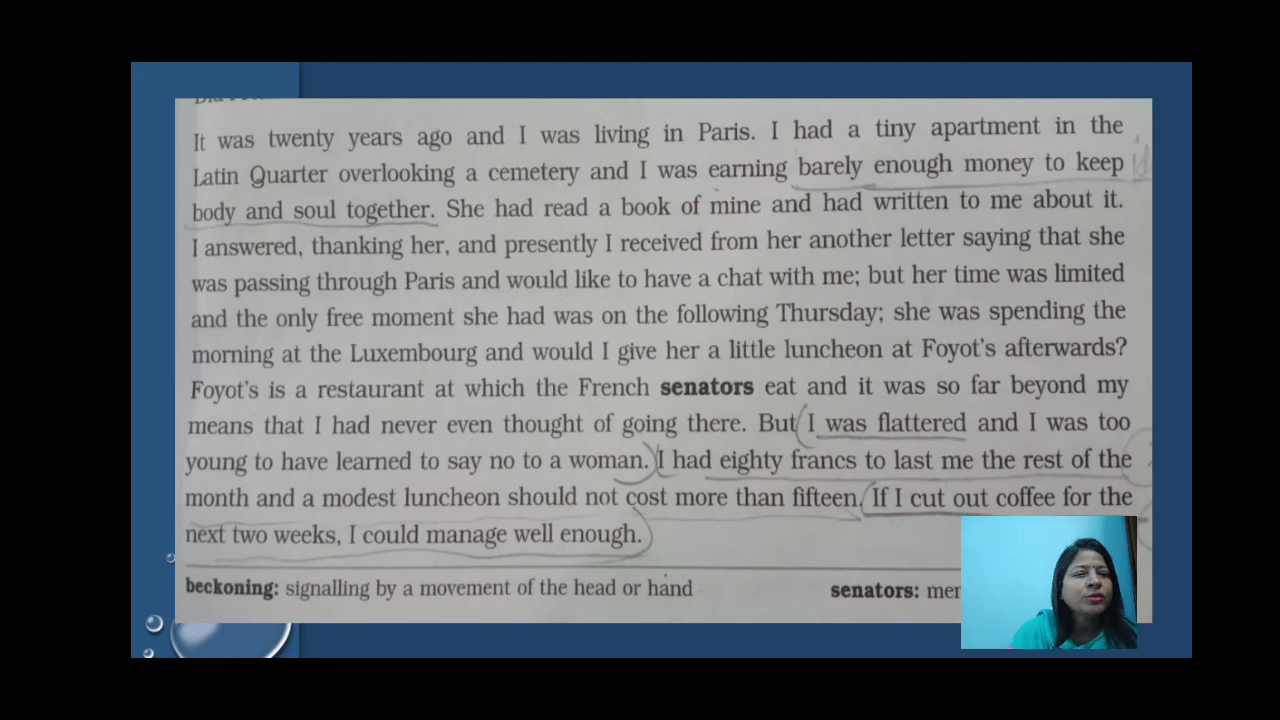 It was twenty years ago and I was living in Paris. I had a tiny apartment in the
Latin Quarter overlooking a cemetery and I was earning barely enough money to keep
body and soul together. She had read a book of mine and had written to me about it.
I answered, thanking her, and presently I received from her another letter saying that she
was passing through Paris and would like to have a chat with me; but her time was limited
and the only free moment she had was on the following Thursday; she was spending the
morning at the Luxembourg and would I give her a little luncheon at Foyot's afterwards?
Foyot's is a restaurant at which the French senators eat and it was so far beyond my
means that I had never even thought of going there. But I was flattered and I was too
young to have learned to say no to a woman. I had eighty francs to last me the rest of the
month and a modest luncheon should not cost more than fifteen. If I cut out coffee for the
next two weeks, I could manage well enough.
beckoning: signalling by a movement of the head or hand
senators: